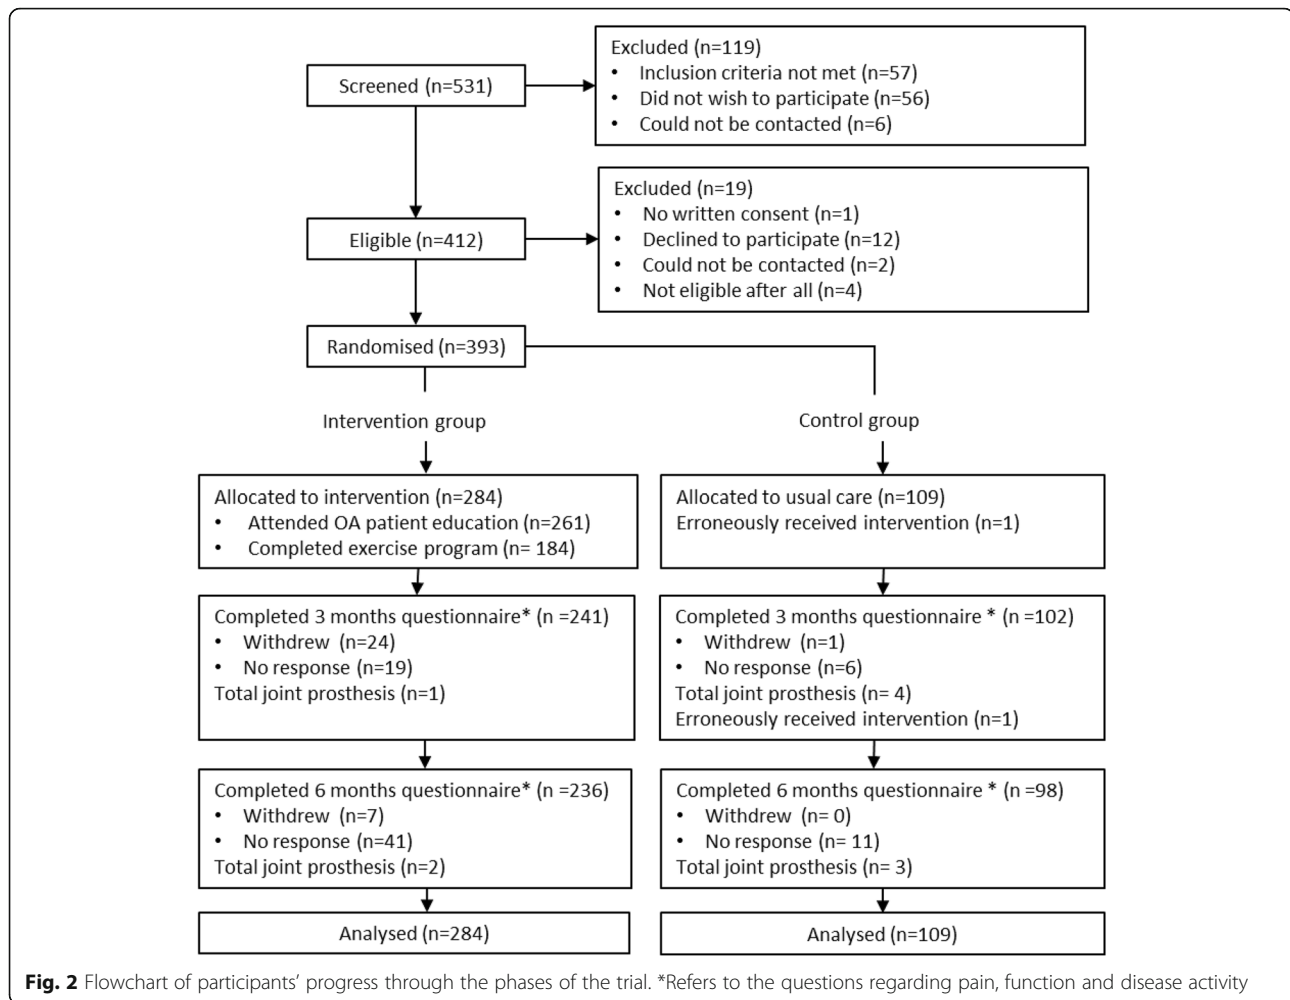 Screened (n=531)
Excluded (n=119)
• Inclusion criteria not met (n=57)
• Did not wish to participate (n=56)
• Could not be contacted (n=6)
Eligible (n=412)
Excluded (n=19)
• No written consent (n=1)
• Declined to participate (n=12)
• Could not be contacted (n=2)
• Not eligible after all (n=4)
Randomised (n=393)
Intervention group
Control group
Allocated to intervention (n=284)
• Attended OA patient education (n=261)
• Completed exercise program (n= 184)
Allocated to usual care (n=109)
Erroneously received intervention (n=1)
Completed 3 months questionnaire* (n =241)
• Withdrew (n=24)
• No response (n=19)
Total joint prosthesis (n=1)
Completed 3 months questionnaire * (n =102)
• Withdrew (n=1)
• No response (n=6)
Total joint prosthesis (n= 4)
Erroneously received intervention (n=1)
Completed 6 months questionnaire* (n =236)
• Withdrew (n=7)
• No response (n=41)
Total joint prosthesis (n=2)
Completed 6 months questionnaire * (n =98)
• Withdrew (n= 0)
• No response (n= 11)
Total joint prosthesis (n= 3)
Analysed (n=284)
Analysed (n=109)
Fig. 2 Flowchart of participants’ progress through the phases of the trial. *Refers to the questions regarding pain, function and disease activity